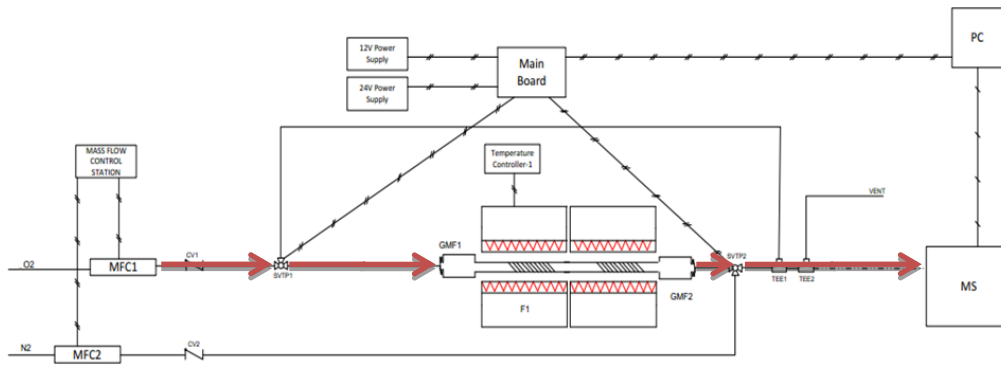 12V Power
Supply
24V Power
Supply
Main
Board
PC
MASS FLOW
CONTROL
STATION
Temperature
Controller-1
VENT
GMF1
CV1
O2
MFC1
SVTP1
SVTP2
TEE1
TEE2
MS
F1
GMF2
N2
MFC2
CV2